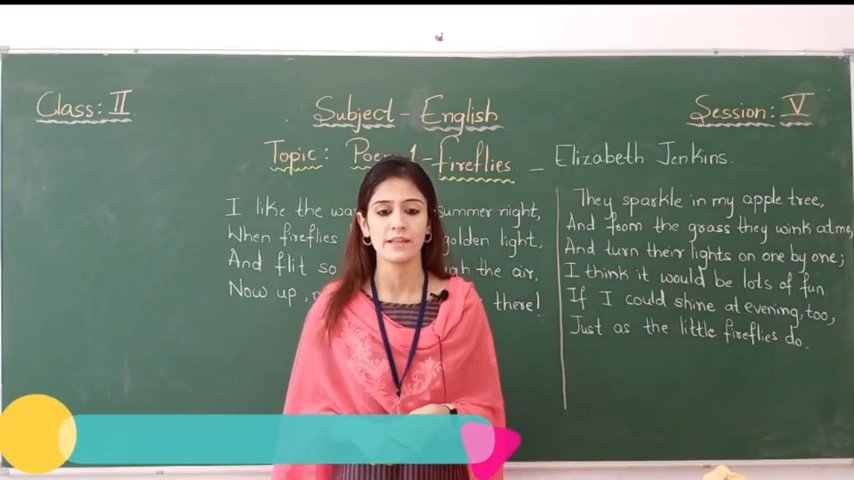 Class: II
Subject - English
Session: V
Topic: Poem 1 - fireflies - Elizabeth Jenkins.
I like the summer night,
When fireflies golden light,
And flit so the air,
Now up, there!
They sparkle in my apple tree,
And from the grass they wink at me,
And turn their lights on one by one;
I think it would be lots of fun
If I could shine at evening, too,
Just as the little fireflies do.